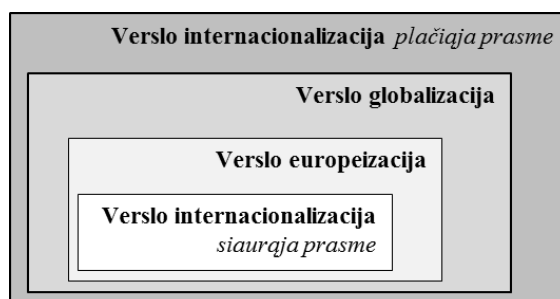 Verslo internacionalizacija plačiąja prasme
Verslo globalizacija
Verslo europeizacija
Verslo internacionalizacija
siaurąja prasme